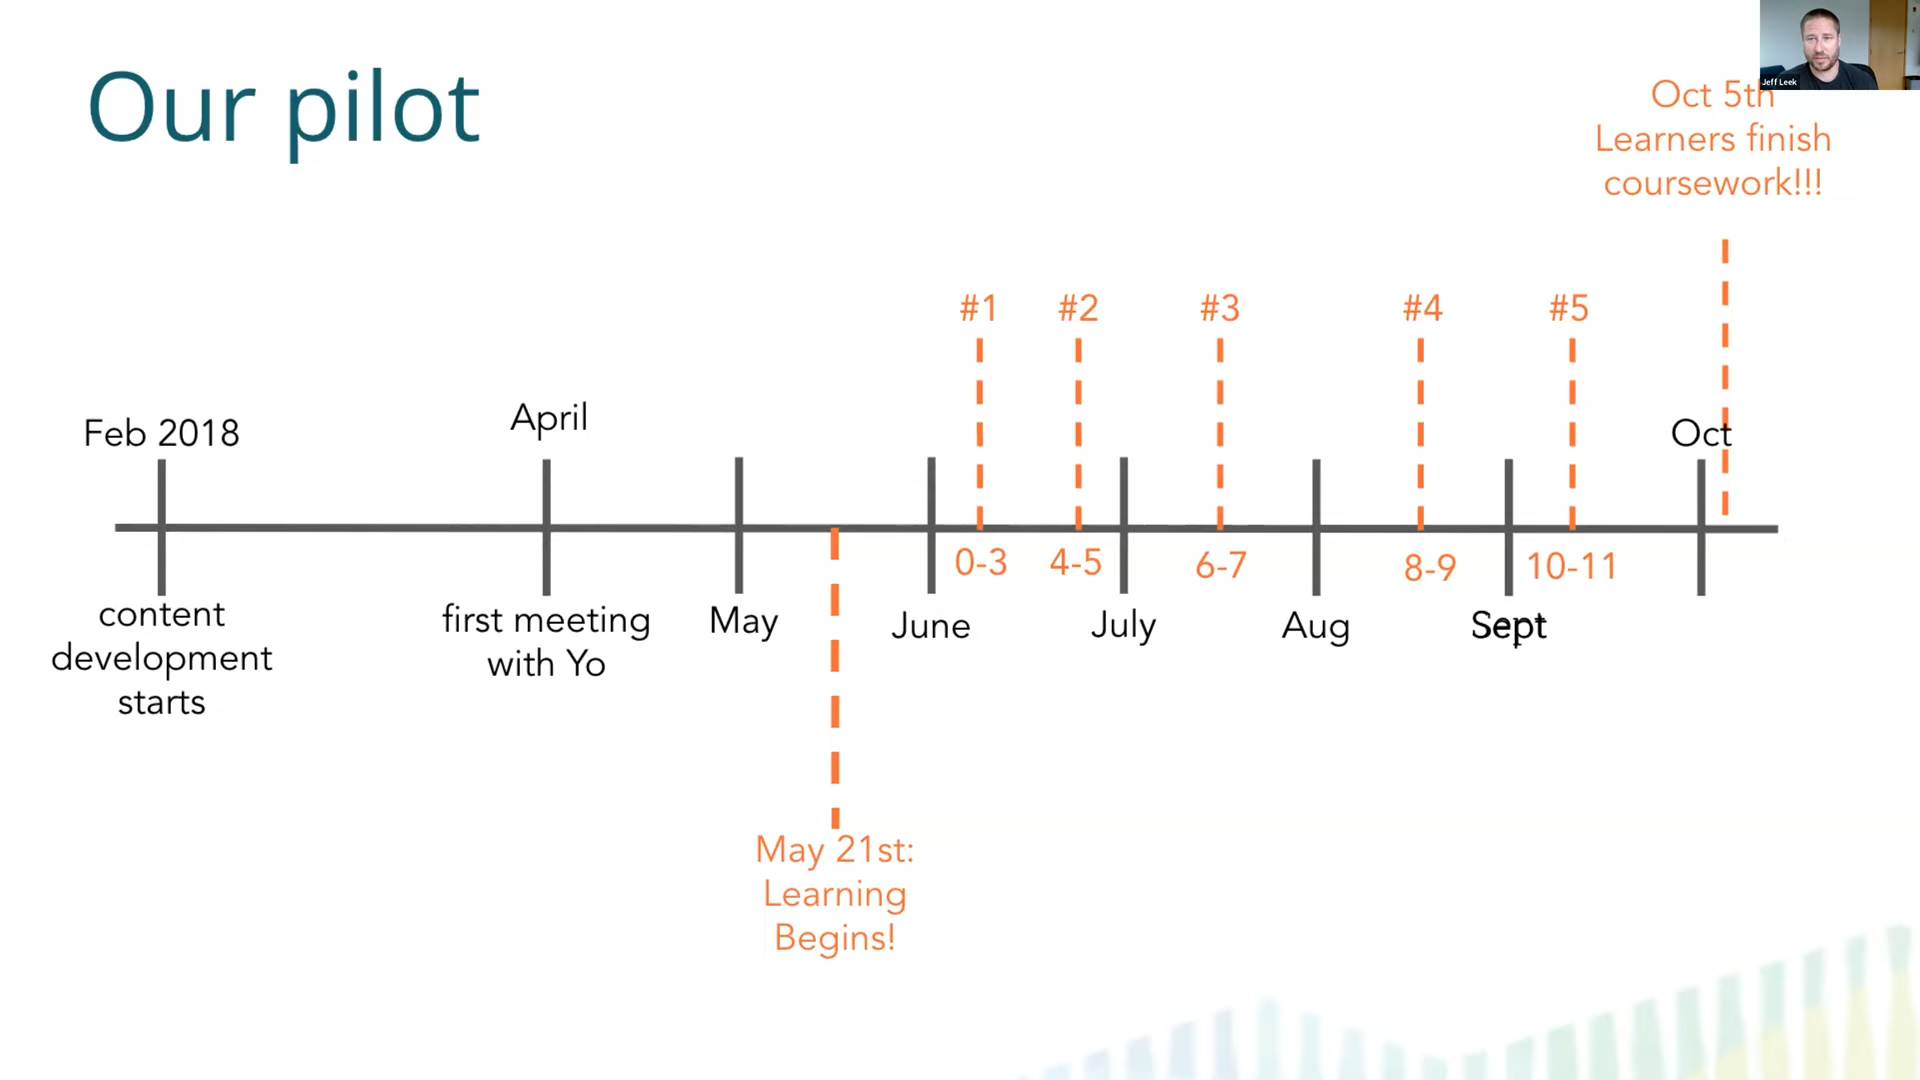 Our pilot
Jeff Leek
Oct 5th
Learners finish
coursework!!!
#1 #2 #3 #4 #5
Feb 2018
April
Oct
0-3 4-5 6-7 8-9 10-11
content
development
starts
first meeting
with Yo
May
June
July
Aug
Sept
May 21st:
Learning
Begins!